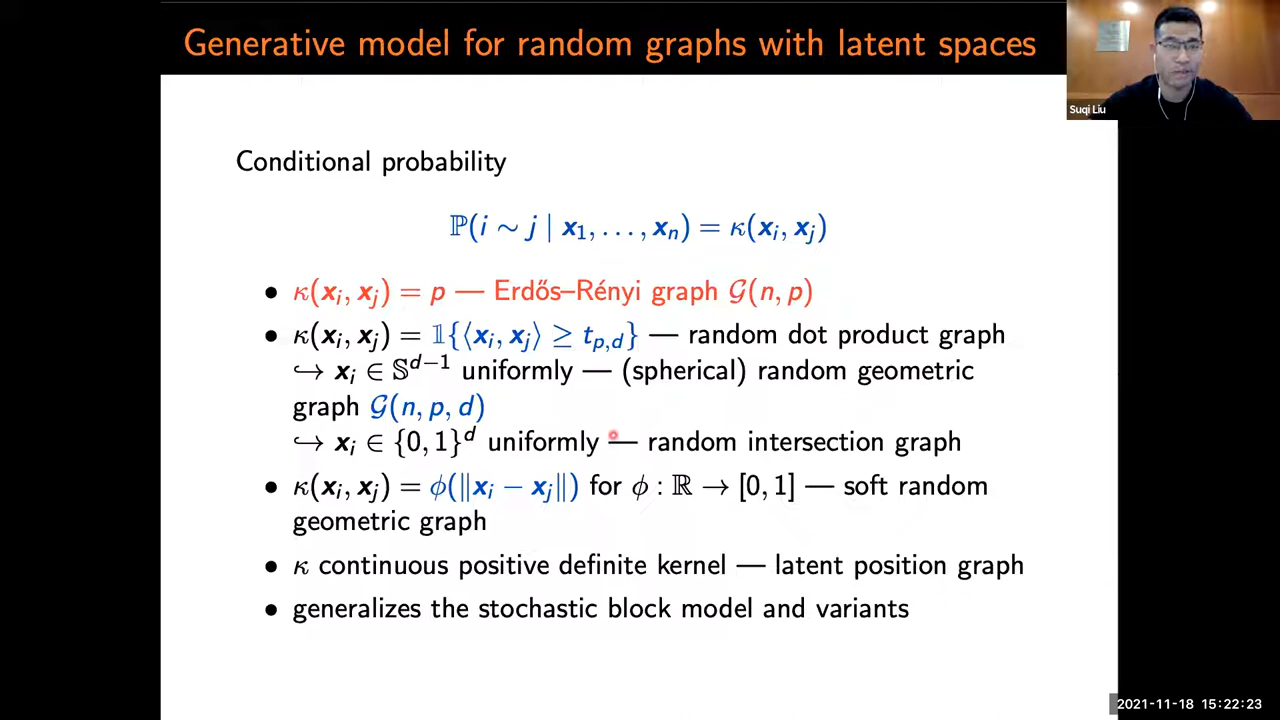 Generative model for random graphs with latent spaces
Suqi Liu
Conditional probability
ℙ(i ∼ j | x₁, . . . , xₙ) = κ(xᵢ, xⱼ)
• κ(xᵢ, xⱼ) = p — Erdős–Rényi graph 𝒢(n, p)
• κ(xᵢ, xⱼ) = 𝟙{⟨xᵢ, xⱼ⟩ ≥ t_{p,d}} — random dot product graph
↪ xᵢ ∈ 𝕊^{d−1} uniformly — (spherical) random geometric
graph 𝒢(n, p, d)
↪ xᵢ ∈ {0, 1}^d uniformly — random intersection graph
• κ(xᵢ, xⱼ) = ϕ(‖xᵢ − xⱼ‖) for ϕ : ℝ → [0, 1] — soft random
geometric graph
• κ continuous positive definite kernel — latent position graph
• generalizes the stochastic block model and variants
2021-11-18 15:22:23